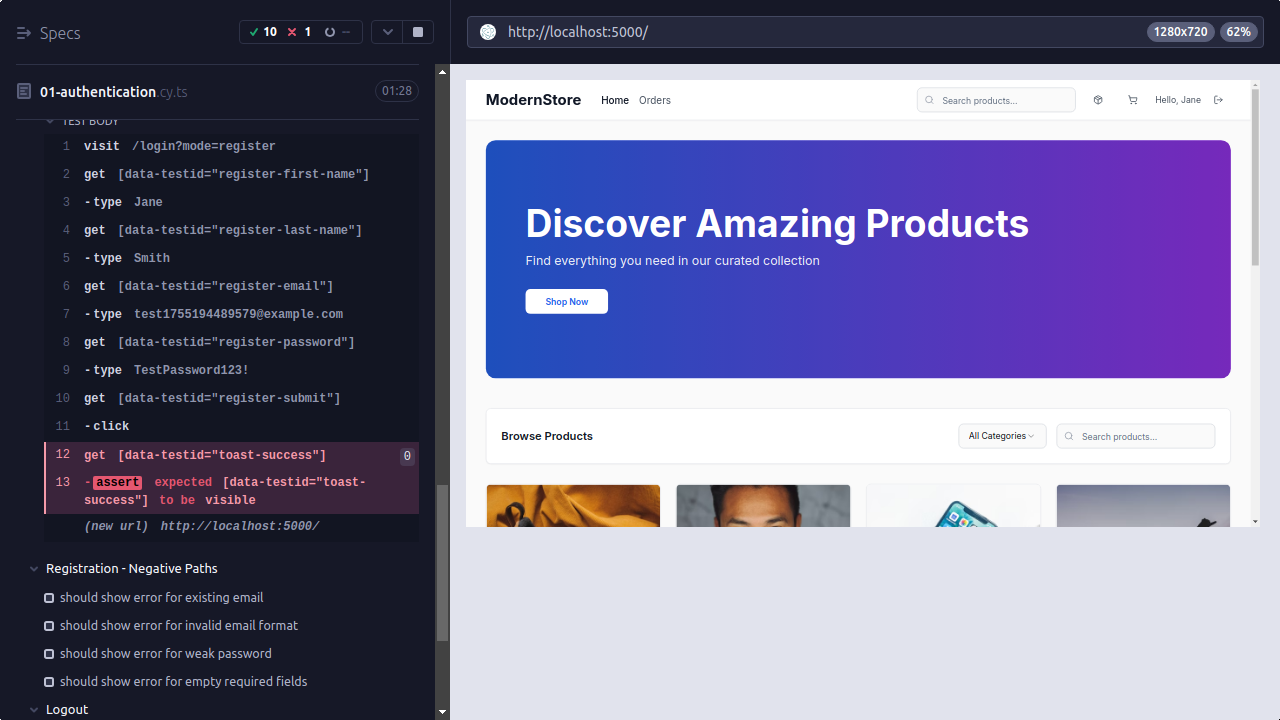 Specs
10 1 --
01-authentication.cy.ts 01:28
TEST BODY
1 visit /login?mode=register
2 get [data-testid="register-first-name"]
3 -type Jane
4 get [data-testid="register-last-name"]
5 -type Smith
6 get [data-testid="register-email"]
7 -type test1755194489579@example.com
8 get [data-testid="register-password"]
9 -type TestPassword123!
10 get [data-testid="register-submit"]
11 -click
12 get [data-testid="toast-success"] 0
13 -assert expected [data-testid="toast-
success"] to be visible
(new url) http://localhost:5000/
Registration - Negative Paths
should show error for existing email
should show error for invalid email format
should show error for weak password
should show error for empty required fields
Logout
http://localhost:5000/ 1280x720 62%
ModernStore Home Orders Search products... Hello, Jane
Discover Amazing Products
Find everything you need in our curated collection
Shop Now
Browse Products All Categories Search products...